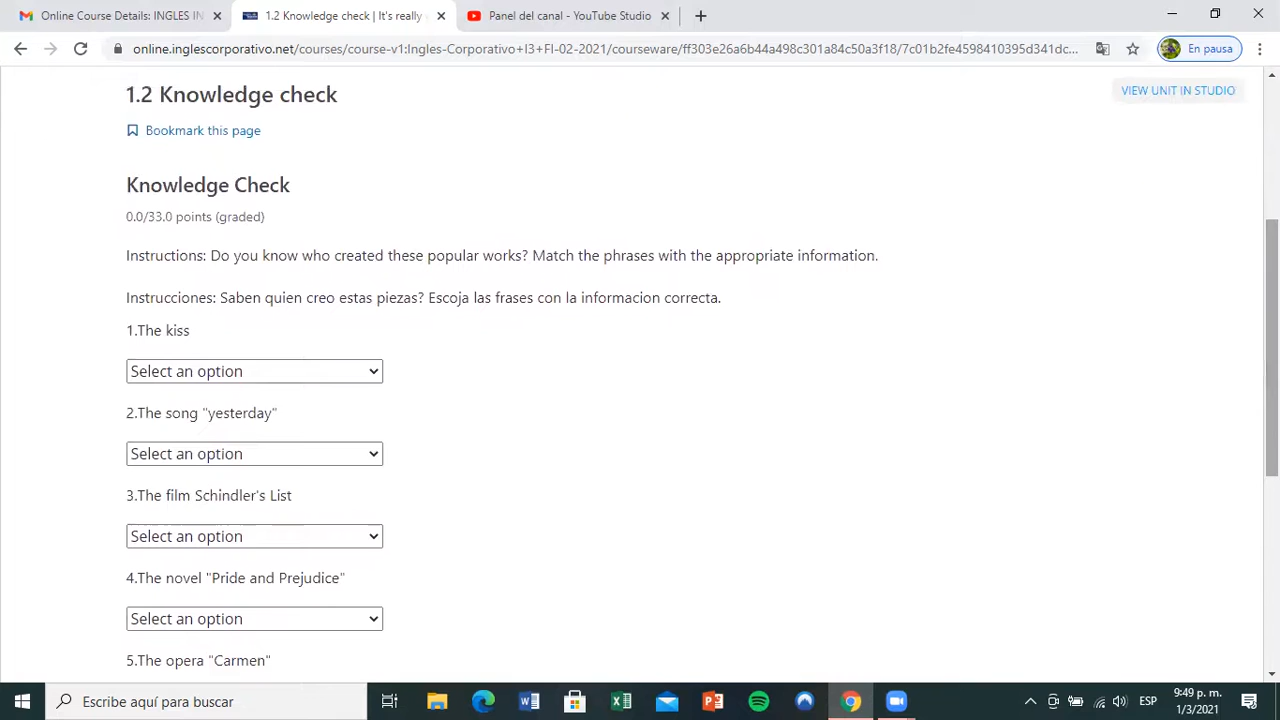 Online Course Details: INGLES IN
1.2 Knowledge check | It's really
Panel del canal - YouTube Studio
online.inglescorporativo.net/courses/course-v1:Ingles-Corporativo+I3+FI-02-2021/courseware/ff303e26a6b44a498c301a84c50a3f18/7c01b2fe4598410395d341dc...
En pausa
1.2 Knowledge check
VIEW UNIT IN STUDIO
Bookmark this page
Knowledge Check
0.0/33.0 points (graded)
Instructions: Do you know who created these popular works? Match the phrases with the appropriate information.
Instrucciones: Saben quien creo estas piezas? Escoja las frases con la informacion correcta.
1.The kiss
Select an option
2.The song "yesterday"
Select an option
3.The film Schindler's List
Select an option
4.The novel "Pride and Prejudice"
Select an option
5.The opera "Carmen"
Escribe aquí para buscar
ESP
9:49 p. m.
1/3/2021